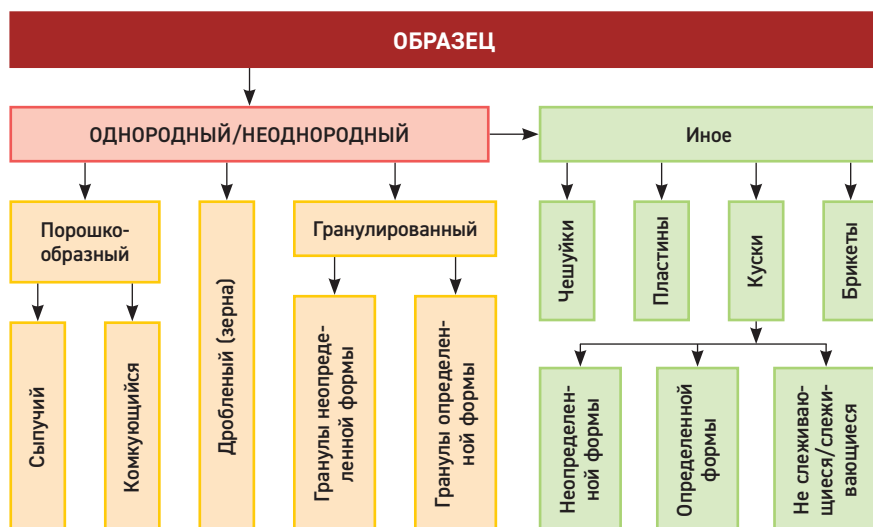 ОБРАЗЕЦ
ОДНОРОДНЫЙ/НЕОДНОРОДНЫЙ
Иное
Порошко-
образный
Дробленый (зерна)
Гранулированный
Чешуйки
Пластины
Куски
Брикеты
Сыпучий
Комкующийся
Гранулы неопреде-
ленной формы
Гранулы определен-
ной формы
Неопределен-
ной формы
Определенной
формы
Не слеживаю-
щиеся/слежи-
вающиеся